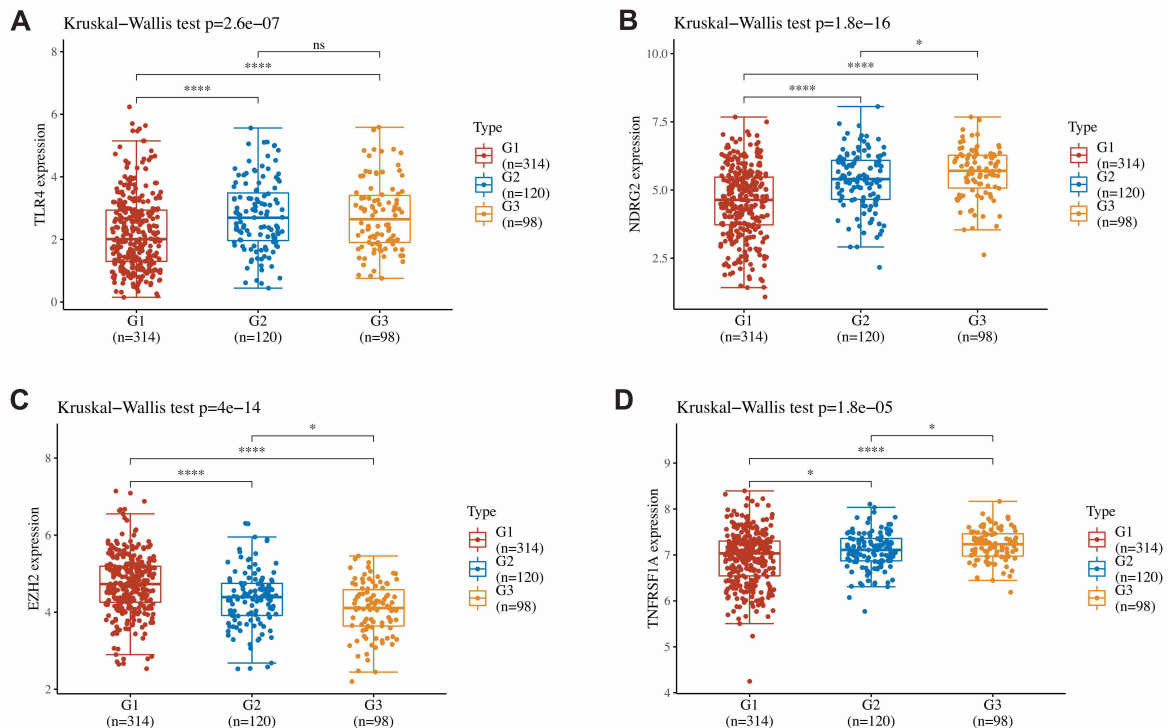 A
Kruskal−Wallis test p=2.6e−07
TLR4 expression
8
6
4
2
0
ns
****
****
G1
(n=314)
G2
(n=120)
G3
(n=98)
Type
G1
(n=314)
G2
(n=120)
G3
(n=98)
B
Kruskal−Wallis test p=1.8e−16
NDRG2 expression
10.0
7.5
5.0
2.5
*
****
****
G1
(n=314)
G2
(n=120)
G3
(n=98)
Type
G1
(n=314)
G2
(n=120)
G3
(n=98)
C
Kruskal−Wallis test p=4e−14
EZH2 expression
8
6
4
2
*
****
****
G1
(n=314)
G2
(n=120)
G3
(n=98)
Type
G1
(n=314)
G2
(n=120)
G3
(n=98)
D
Kruskal−Wallis test p=1.8e−05
TNFRSF1A expression
9
8
7
6
5
4
*
****
*
G1
(n=314)
G2
(n=120)
G3
(n=98)
Type
G1
(n=314)
G2
(n=120)
G3
(n=98)